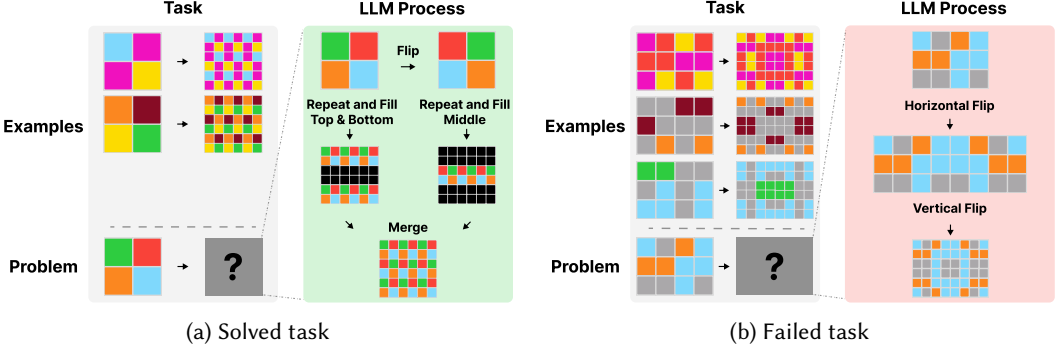 Task
LLM Process
Examples
Flip
Repeat and Fill
Top & Bottom
Repeat and Fill
Middle
Merge
Problem
?
(a) Solved task
Task
LLM Process
Examples
Horizontal Flip
Vertical Flip
Problem
?
(b) Failed task